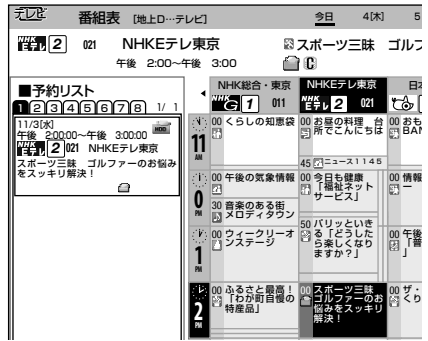 テレビ 番組表 [地上D…テレビ] 今日 4[木] 5
NHK Eテレ 2 021 NHKEテレ東京 スポーツ三昧 ゴルフ
午後 2:00~午後 3:00
■予約リスト
1 2 3 4 5 6 7 8 1/ 1
11/3[水]
午後 2:00:00~午後 3:00:00 HDD
NHK Eテレ 2 021 NHKEテレ東京
スポーツ三昧 ゴルファーのお悩み
をスッキリ解決!
NHK総合・東京 NHKEテレ東京 日
NHK G 1 011 NHK Eテレ 2 021
11 AM
00 くらしの知恵袋
00 お昼の料理 台
所でこんにちは
00 おも
BAN
45 ニュース1145
0 PM
00 午後の気象情報
30 音楽のある街
メロディタウン
00 今日も健康
「福祉ネット
サービス」
50 パリッといき
る「どうした
ら楽しくなり
ますか?」
00 情報
ー
1 PM
00 ウィークリーオ
ンステージ
00 午後
「普
」
2 PM
00 ふるさと最高!
「わが町自慢の
特産品」
00 スポーツ三昧
ゴルファーのお
悩みをスッキリ
解決!
00 ザ・
くり